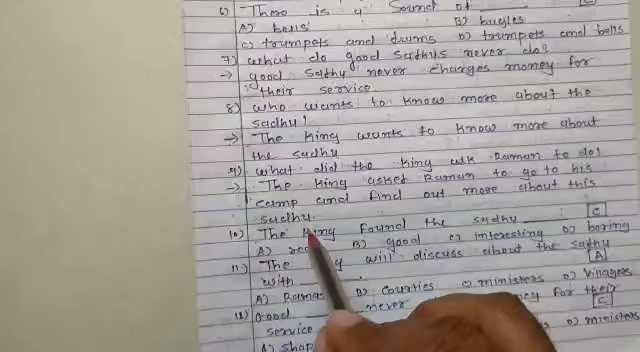 6) There is a sound of ____ [C]
A) bells B) bugles
C) trumpets and drums D) trumpets and bells
7) what do good sadhus never do?
→ good sadhu never charges money for
their service.
8) who wants to know more about the
sadhu?
→ The king wants to know more about
the sadhu
9) what did the king ask Raman to do?
→ The king asked Raman to go to his
camp and find out more about this
sadhu.
10) The king found the sadhu ____ [C]
A) B) good C) interesting D) boring
11) The will discuss about the sadhu
with ____. [A]
A) Raman B) Courties C) ministers D) villagers
12) Good ____ never for their
service [C]
A) D) ministers